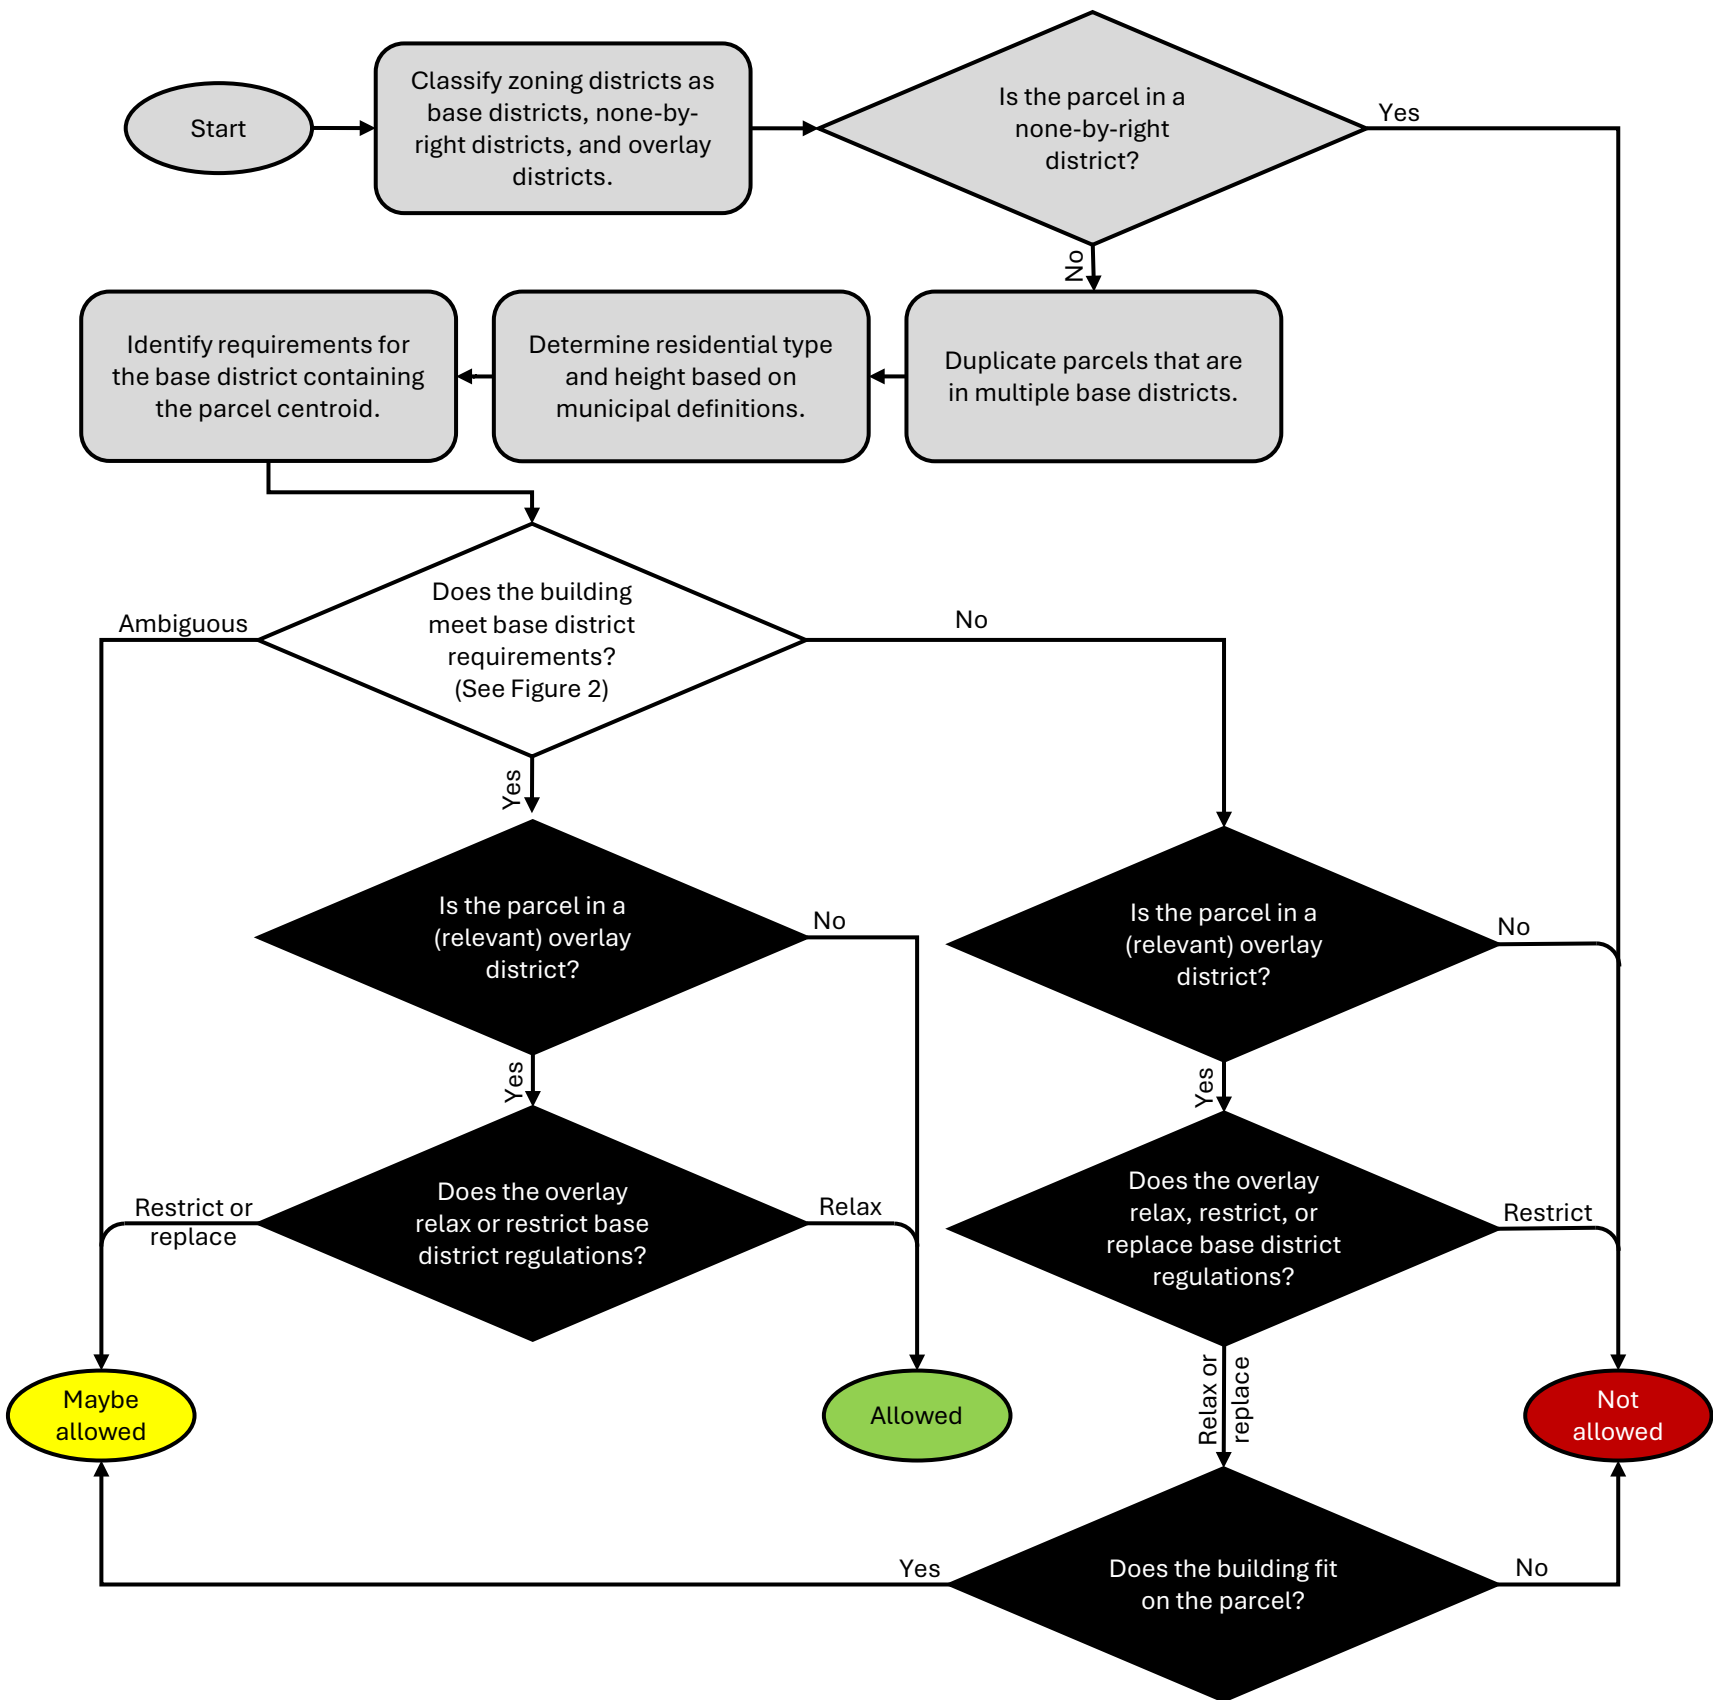 Start
Classify zoning districts as
base districts, none-by-
right districts, and overlay
districts.
Is the parcel in a
none-by-right
district?
Yes
No
Identify requirements for
the base district containing
the parcel centroid.
Determine residential type
and height based on
municipal definitions.
Duplicate parcels that are
in multiple base districts.
Does the building
meet base district
requirements?
(See Figure 2)
Ambiguous
No
Yes
Is the parcel in a
(relevant) overlay
district?
No
Yes
Is the parcel in a
(relevant) overlay
district?
No
Yes
Does the overlay
relax or restrict base
district regulations?
Restrict or
replace
Relax
Does the overlay
relax, restrict, or
replace base district
regulations?
Restrict
Relax or
replace
Maybe
allowed
Allowed
Not
allowed
Does the building fit
on the parcel?
Yes
No